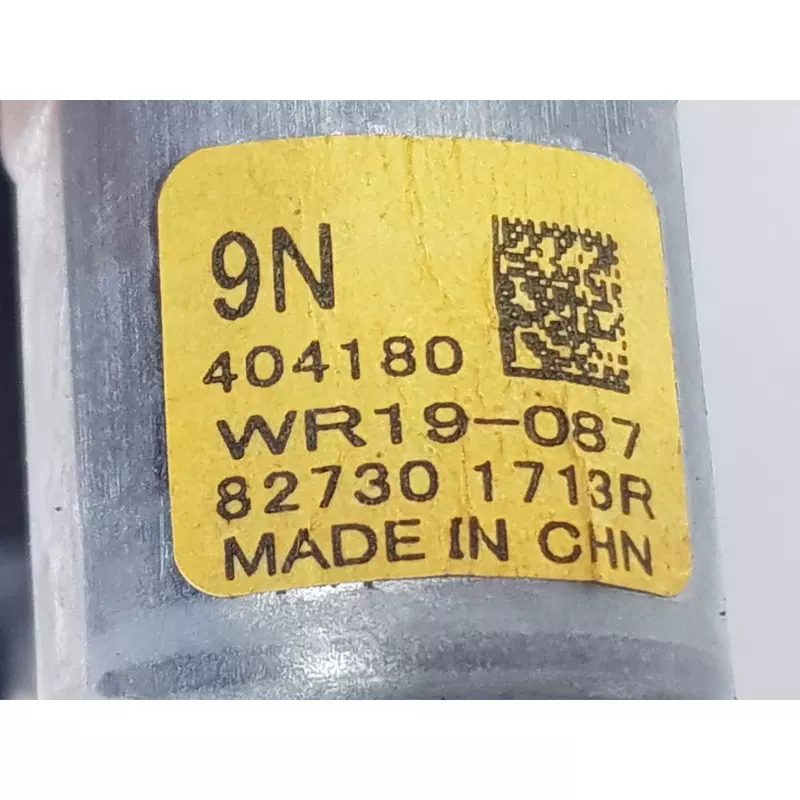 9N
404180
WR19-087
82730 1713R
MADE IN CHN